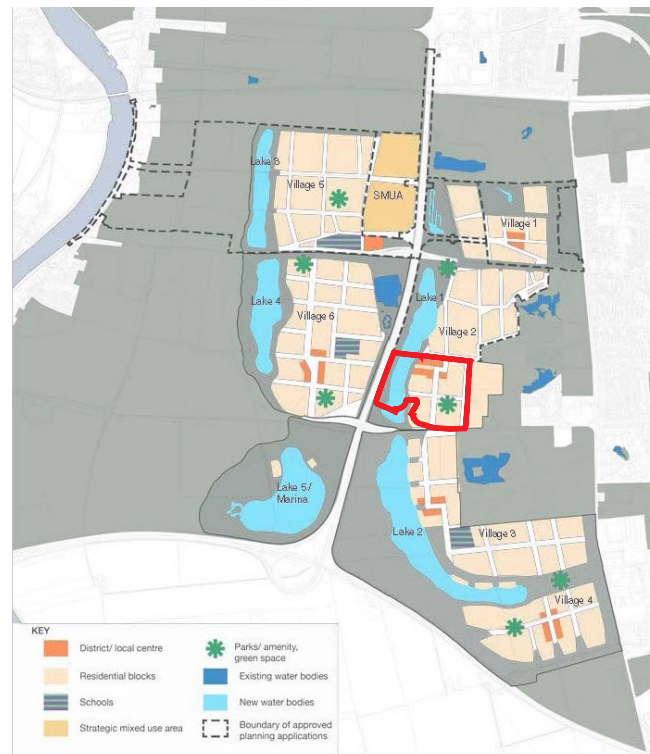 Lake 3
Village 5
SMUA
Village 1
Lake 4
Lake 1
Village 6
Village 2
Lake 5/
Marina
Lake 2
Village 3
Village 4
KEY
District/ local centre
Residential blocks
Schools
Strategic mixed use area
Parks/ amenity,
green space
Existing water bodies
New water bodies
Boundary of approved
planning applications